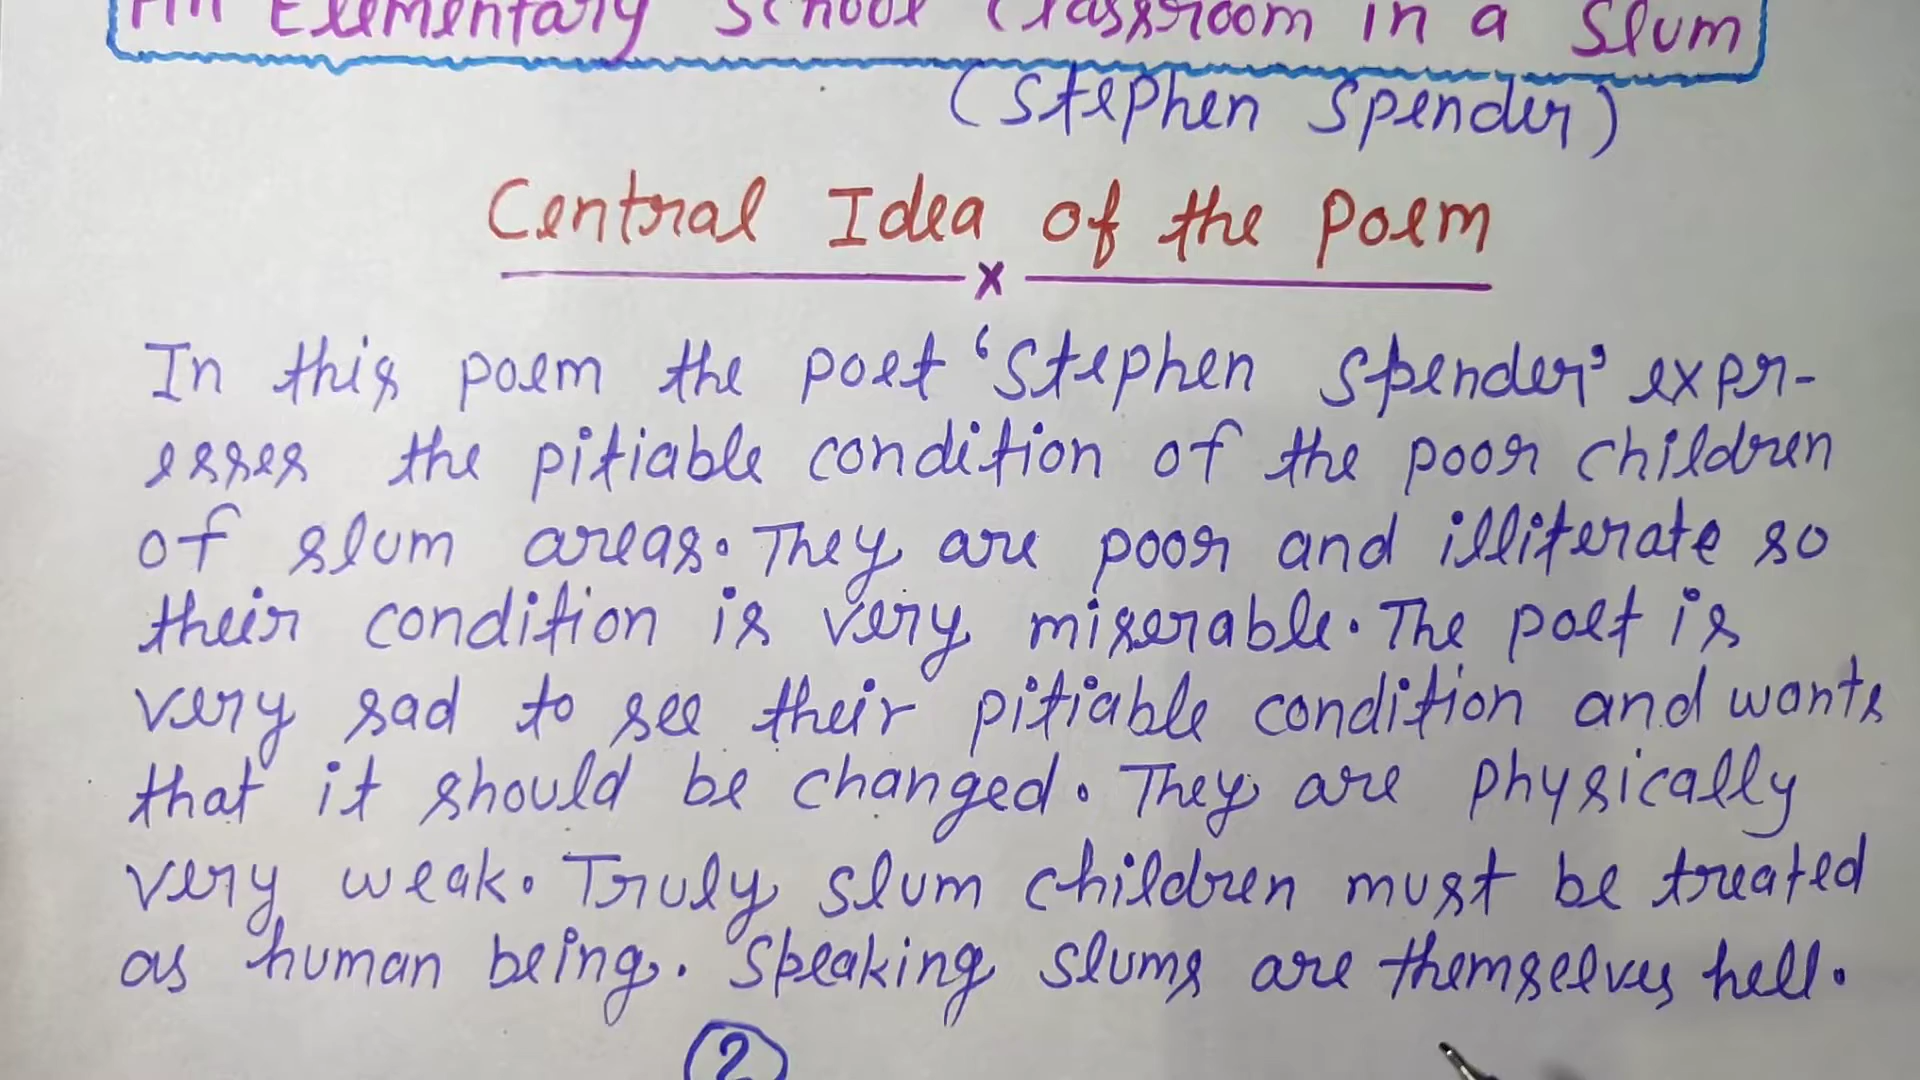 An Elementary School Classroom in a Slum
(Stephen Spender)
Central Idea of the Poem
x
In this poem the poet ‘Stephen Spender’ expr-
esses the pitiable condition of the poor children
of slum areas. They are poor and illiterate so
their condition is very miserable. The poet is
very sad to see their pitiable condition and wants
that it should be changed. They are physically
very weak. Truly slum children must be treated
as human being. Speaking slums are themselves hell.
2